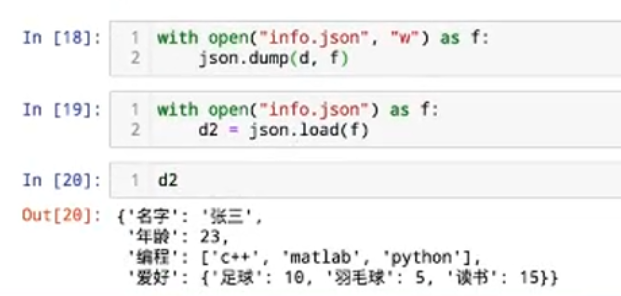 In [18]: 1 with open("info.json", "w") as f:
2 json.dump(d, f)
In [19]: 1 with open("info.json") as f:
2 d2 = json.load(f)
In [20]: 1 d2
Out[20]: {'名字': '张三',
'年龄': 23,
'编程': ['c++', 'matlab', 'python'],
'爱好': {'足球': 10, '羽毛球': 5, '读书': 15}}